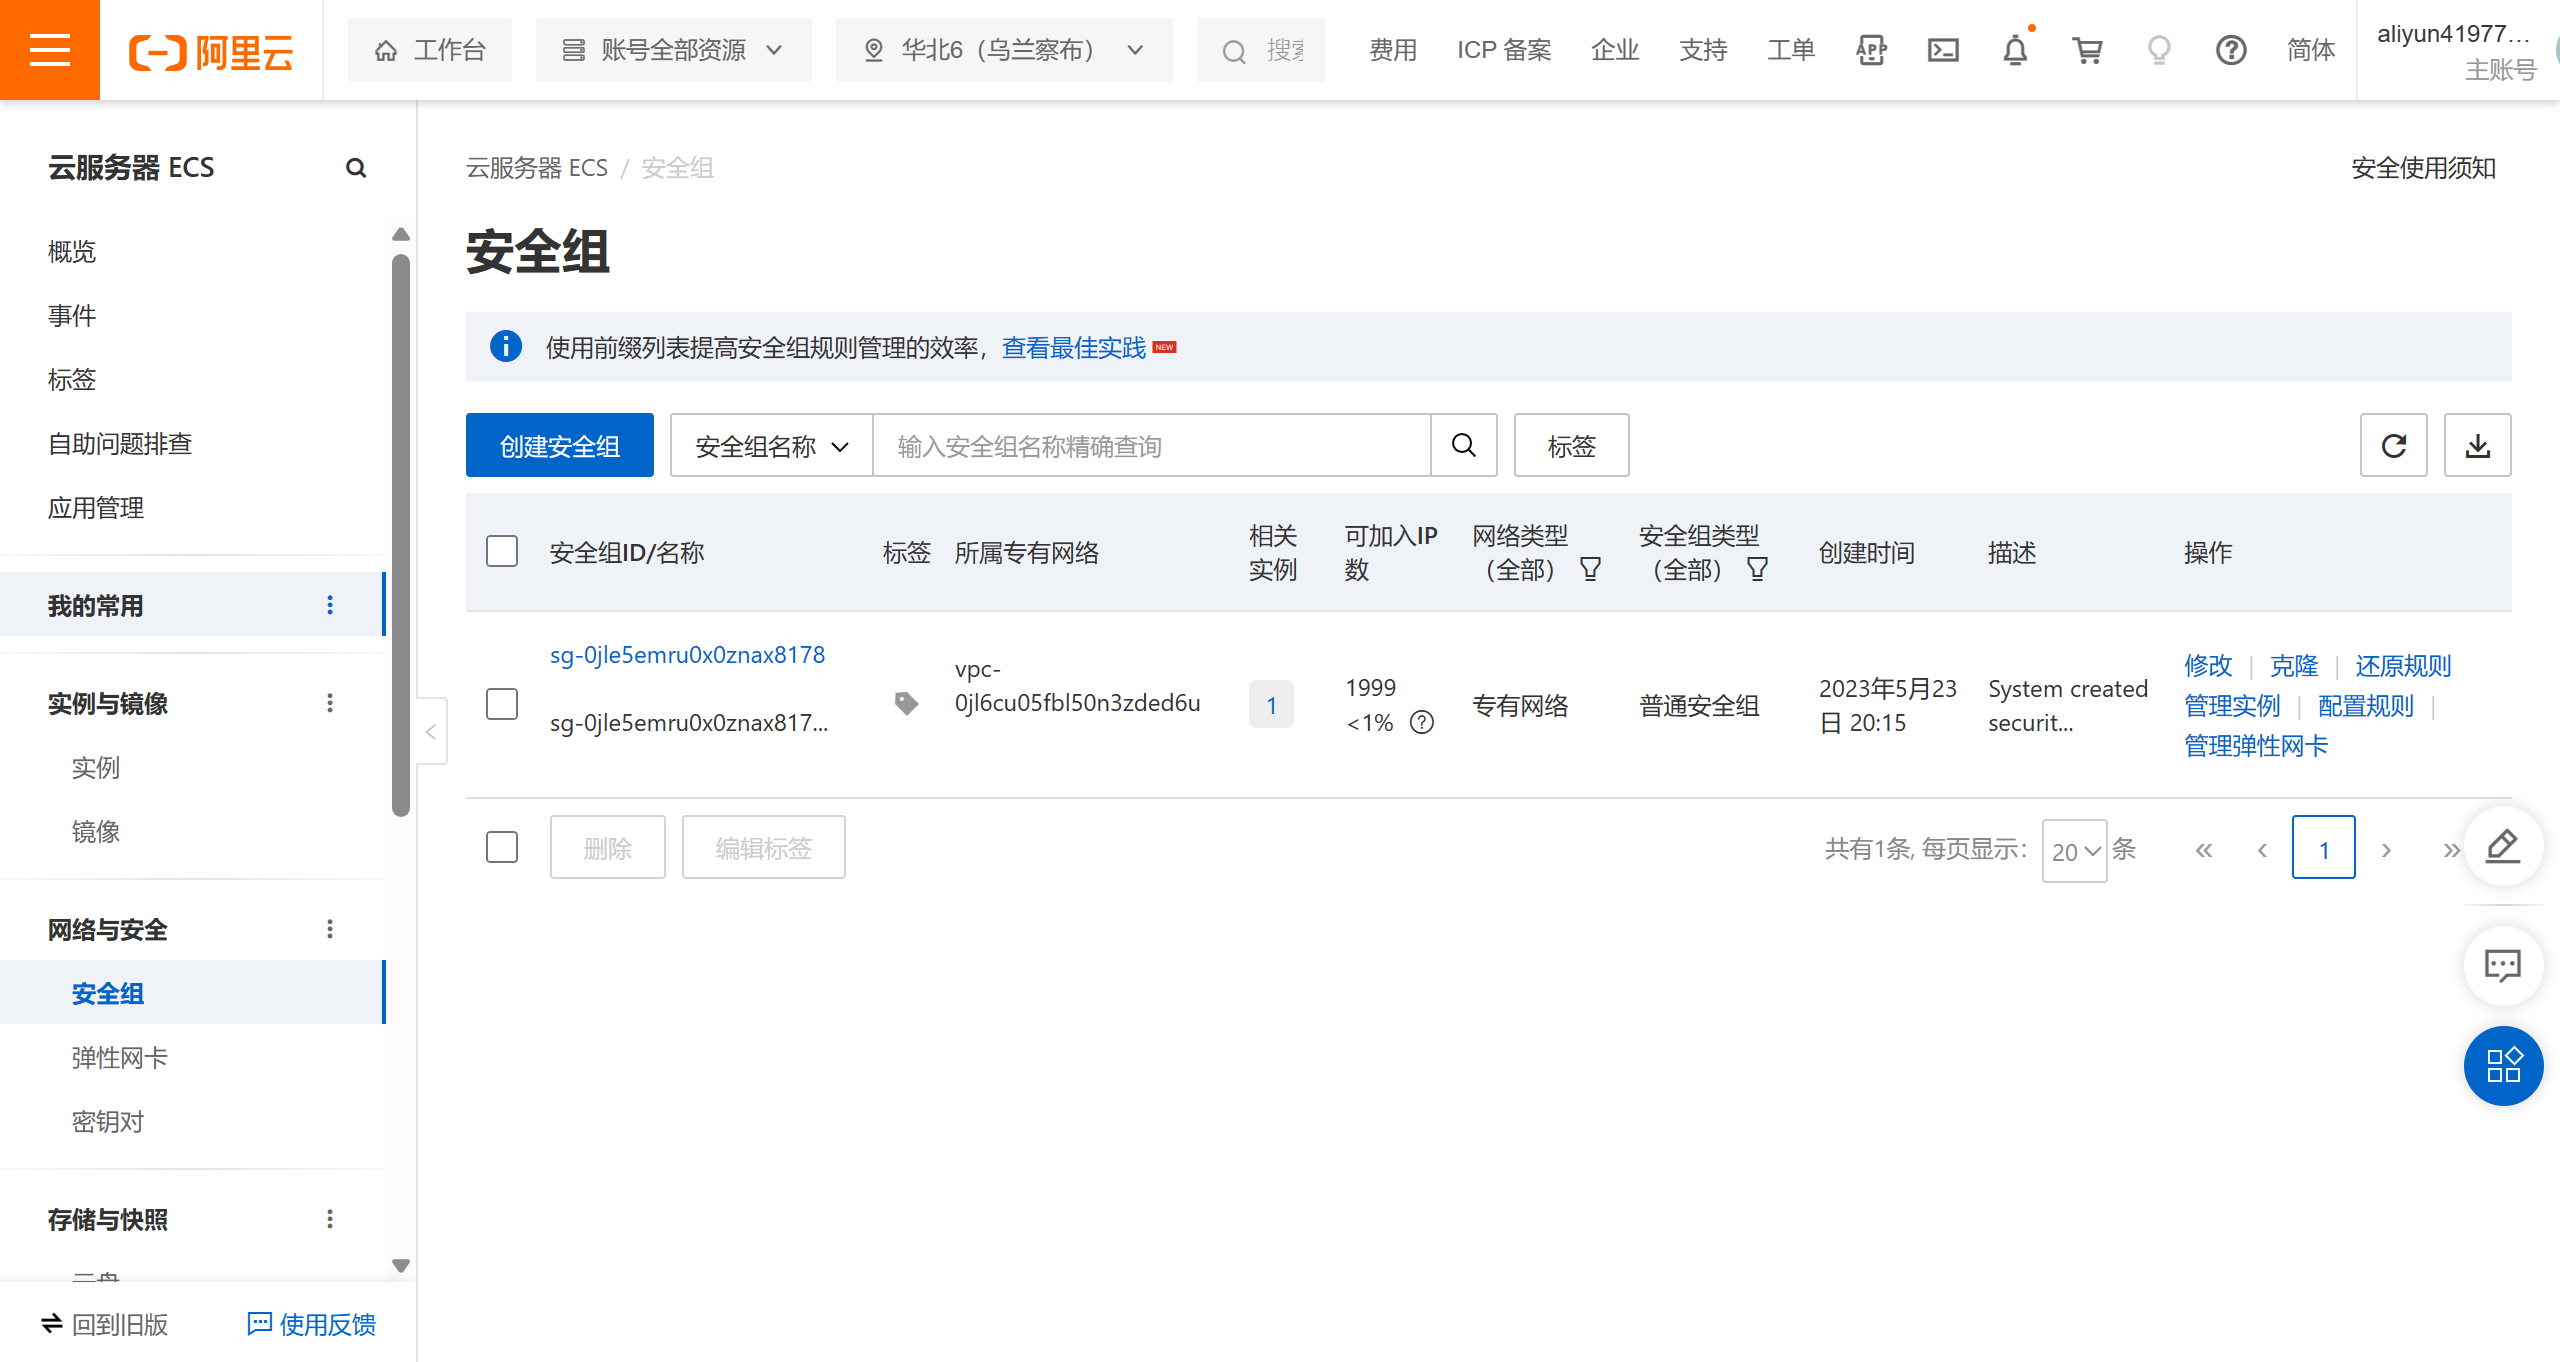 阿里云
工作台
账号全部资源
华北6（乌兰察布）
搜索
费用
ICP 备案
企业
支持
工单
APP
简体
aliyun41977...
主账号
云服务器 ECS
概览
事件
标签
自助问题排查
应用管理
我的常用
实例与镜像
实例
镜像
网络与安全
安全组
弹性网卡
密钥对
存储与快照
云盘
回到旧版
使用反馈
云服务器 ECS / 安全组
安全使用须知
安全组
使用前缀列表提高安全组规则管理的效率，查看最佳实践 NEW
创建安全组
安全组名称
输入安全组名称精确查询
标签
安全组ID/名称
标签
所属专有网络
相关
实例
可加入IP
数
网络类型
（全部）
安全组类型
（全部）
创建时间
描述
操作
sg-0jle5emru0x0znax8178
sg-0jle5emru0x0znax817...
vpc-
0jl6cu05fbl50n3zded6u
1
1999
<1%
专有网络
普通安全组
2023年5月23
日 20:15
System created
securit...
修改 | 克隆 | 还原规则
管理实例 | 配置规则 |
管理弹性网卡
删除
编辑标签
共有1条, 每页显示: 20 条
« ‹ 1 › »